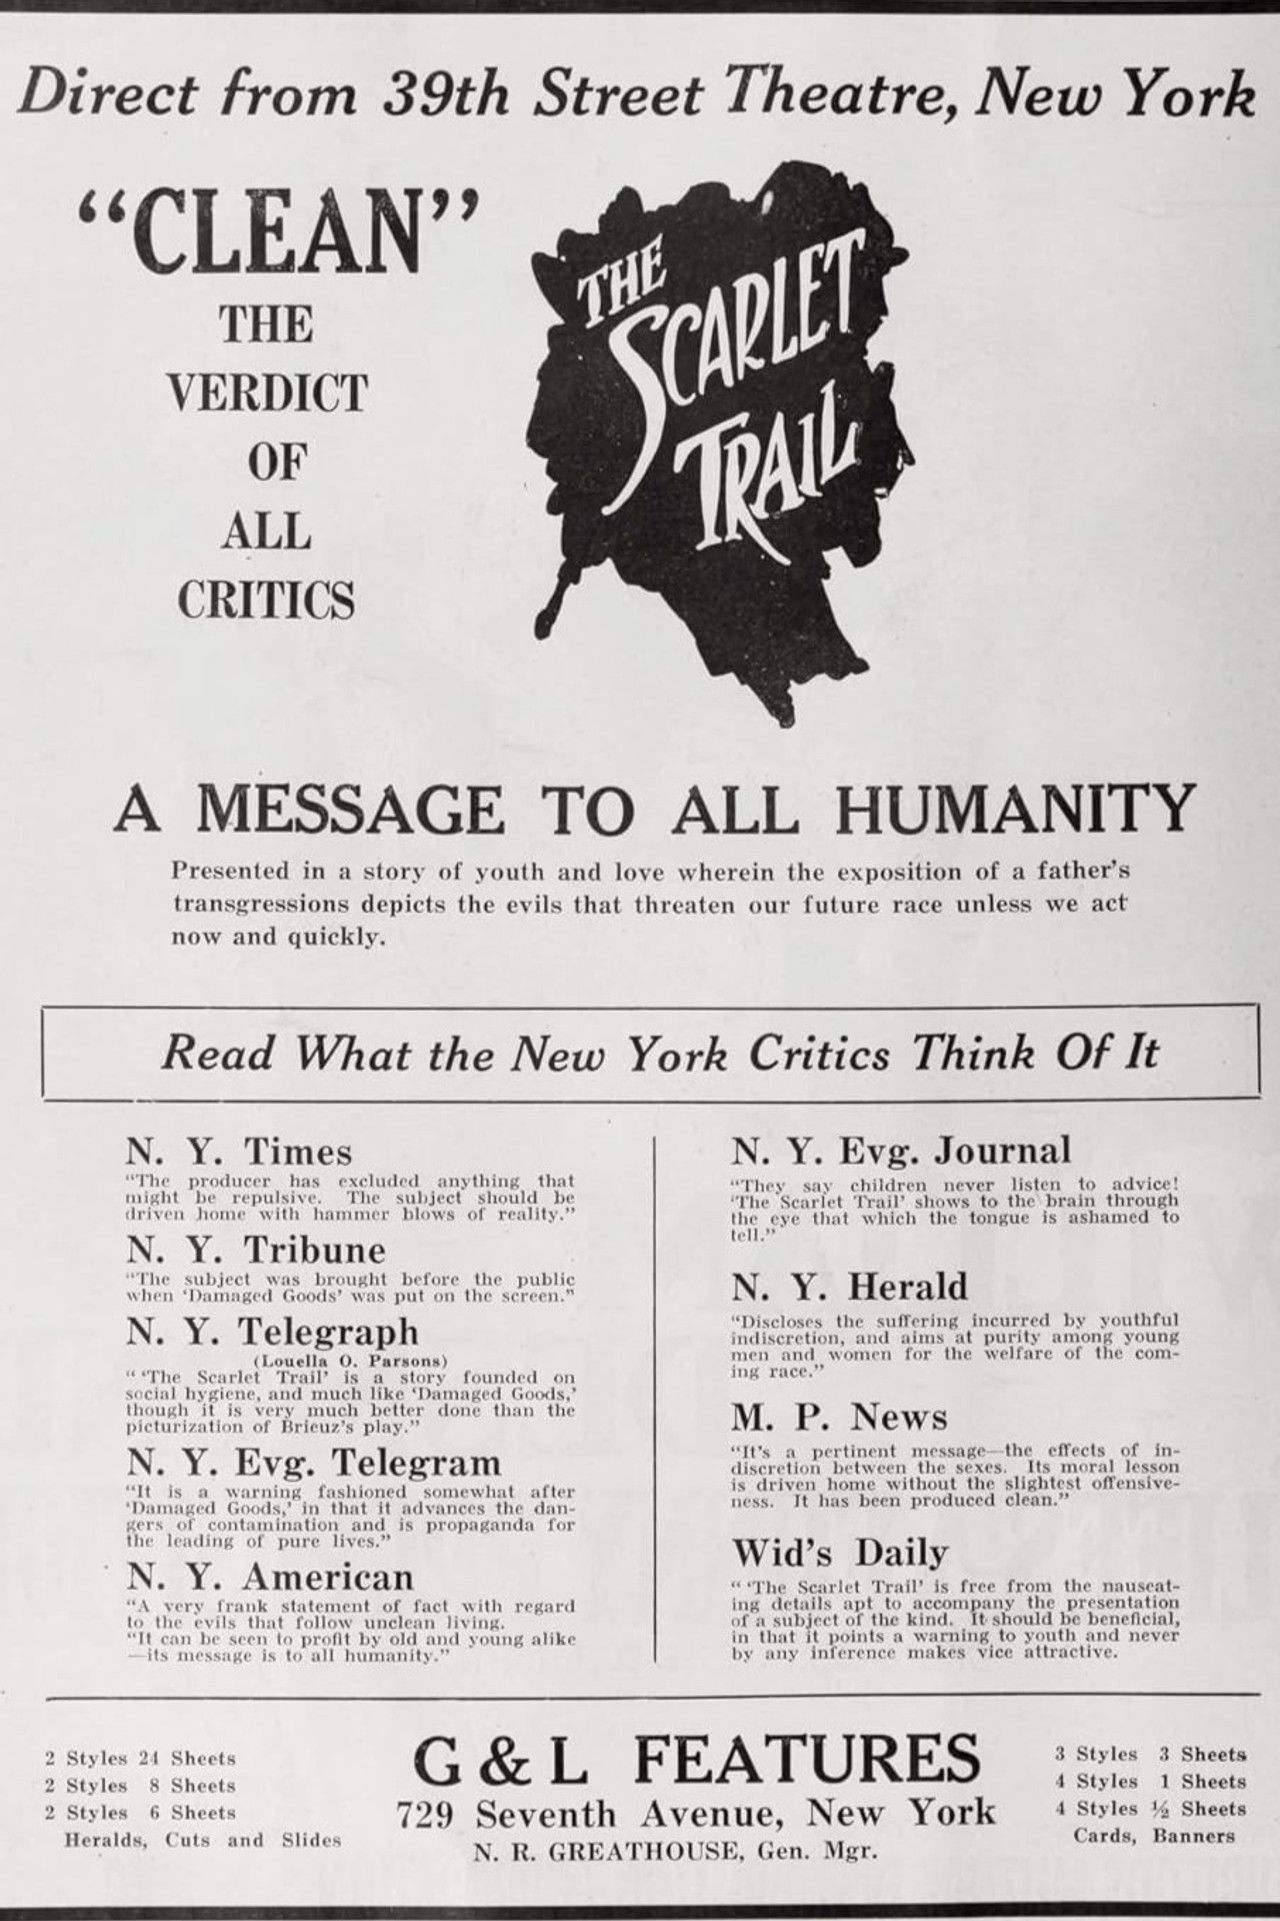 Direct from 39th Street Theatre, New York
“CLEAN”
THE
VERDICT
OF
ALL
CRITICS
THE
SCARLET
TRAIL
A MESSAGE TO ALL HUMANITY
Presented in a story of youth and love wherein the exposition of a father’s
transgressions depicts the evils that threaten our future race unless we act
now and quickly.
Read What the New York Critics Think Of It
N. Y. Times
“The producer has excluded anything that
might be repulsive. The subject should be
driven home with hammer blows of reality.”
N. Y. Tribune
“The subject was brought before the public
when ‘Damaged Goods’ was put on the screen.”
N. Y. Telegraph
(Louella O. Parsons)
“ ‘The Scarlet Trail’ is a story founded on
social hygiene, and much like ‘Damaged Goods,’
though it is very much better done than the
picturization of Brieuz’s play.”
N. Y. Evg. Telegram
“It is a warning fashioned somewhat after
‘Damaged Goods,’ in that it advances the dan-
gers of contamination and is propaganda for
the leading of pure lives.”
N. Y. American
“A very frank statement of fact with regard
to the evils that follow unclean living.
“It can be seen to profit by old and young alike
—its message is to all humanity.”
N. Y. Evg. Journal
“They say children never listen to advice!
‘The Scarlet Trail’ shows to the brain through
the eye that which the tongue is ashamed to
tell.”
N. Y. Herald
“Discloses the suffering incurred by youthful
indiscretion, and aims at purity among young
men and women for the welfare of the com-
ing race.”
M. P. News
“It’s a pertinent message—the effects of in-
discretion between the sexes. Its moral lesson
is driven home without the slightest offensive-
ness. It has been produced clean.”
Wid’s Daily
“ ‘The Scarlet Trail’ is free from the nauseat-
ing details apt to accompany the presentation
of a subject of the kind. It should be beneficial,
in that it points a warning to youth and never
by any inference makes vice attractive.
2 Styles 24 Sheets
2 Styles 8 Sheets
2 Styles 6 Sheets
Heralds, Cuts and Slides
G & L FEATURES
729 Seventh Avenue, New York
N. R. GREATHOUSE, Gen. Mgr.
3 Styles 3 Sheets
4 Styles 1 Sheets
4 Styles ½ Sheets
Cards, Banners